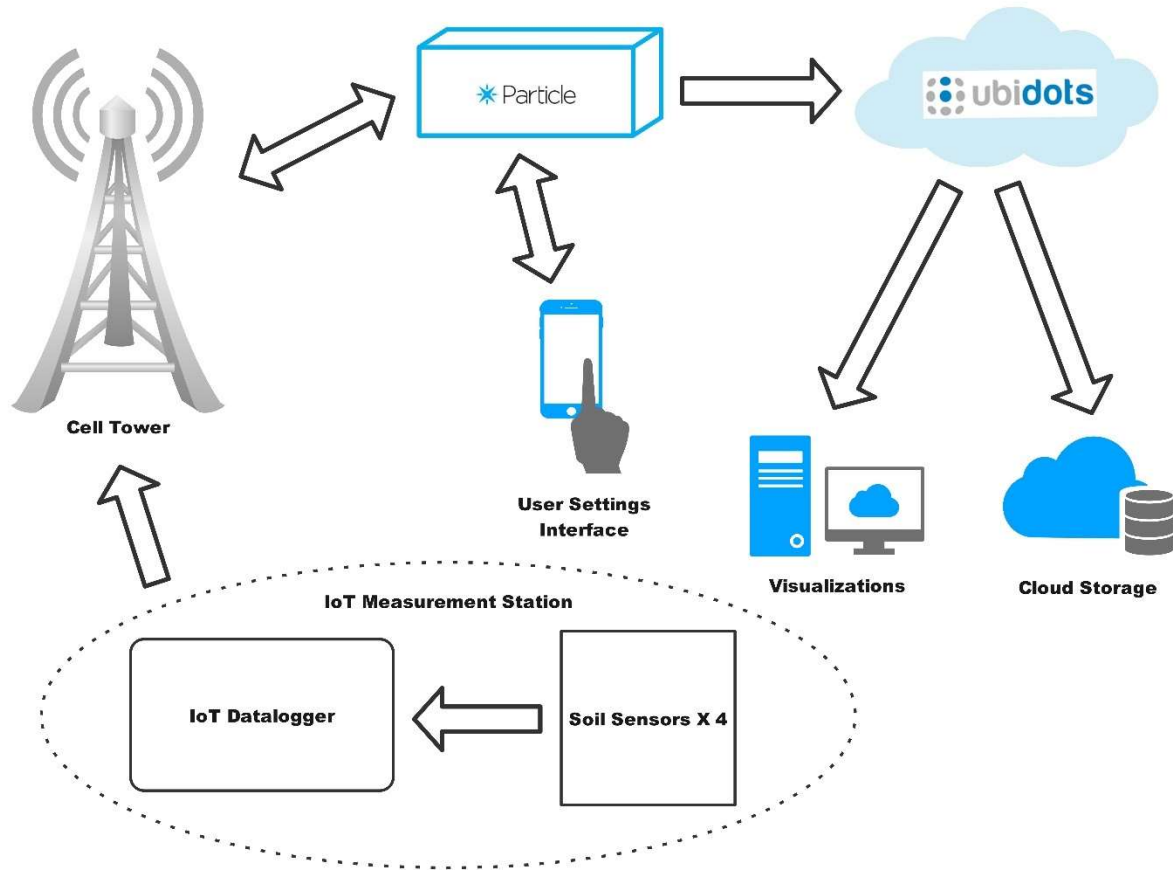 Particle
ubidots
Cell Tower
User Settings
Interface
Visualizations
Cloud Storage
IoT Measurement Station
IoT Datalogger
Soil Sensors X 4